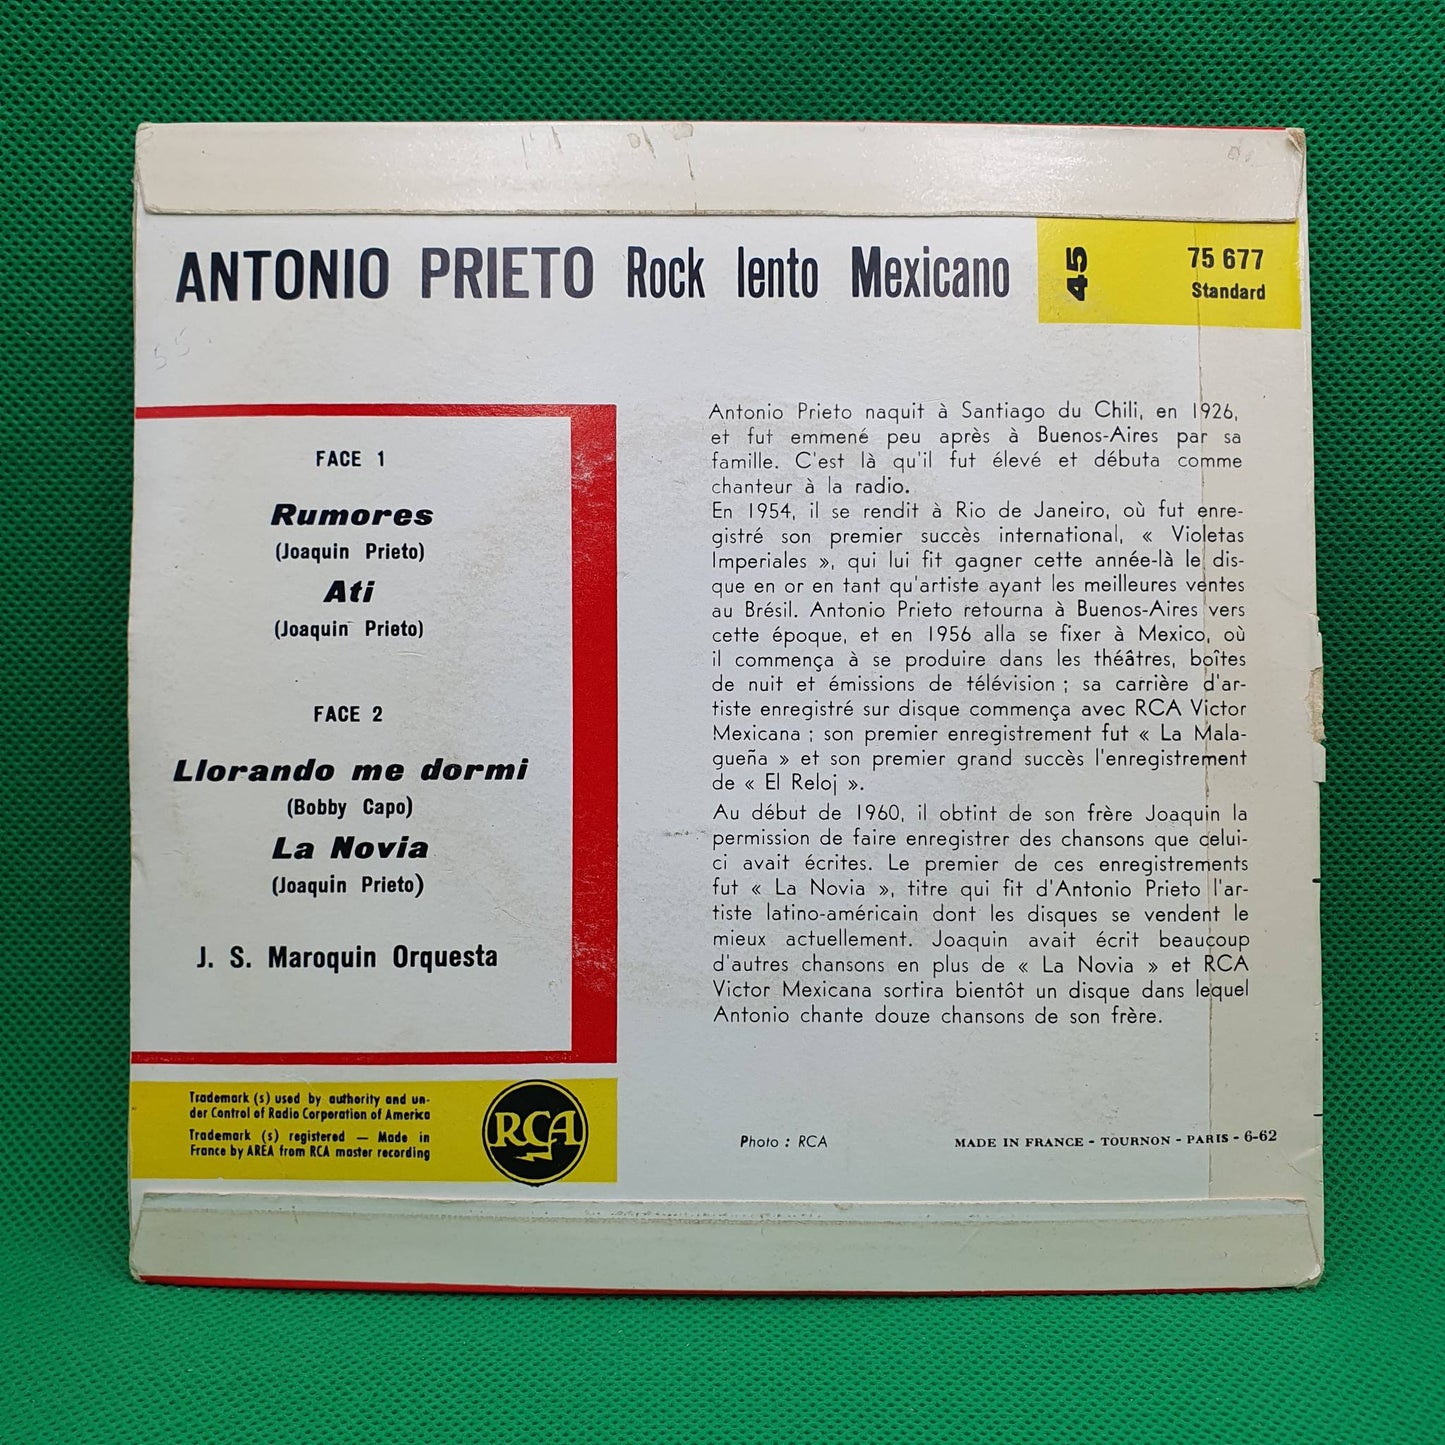 ANTONIO PRIETO Rock lento Mexicano
45
75 677
Standard
55.
FACE 1
Rumores
(Joaquin Prieto)
Ati
(Joaquin Prieto)
FACE 2
Llorando me dormi
(Bobby Capo)
La Novia
(Joaquin Prieto)
J. S. Maroquin Orquesta
Antonio Prieto naquit à Santiago du Chili, en 1926,
et fut emmené peu après à Buenos-Aires par sa
famille. C'est là qu'il fut élevé et débuta comme
chanteur à la radio.
En 1954, il se rendit à Rio de Janeiro, où fut enre-
gistré son premier succès international, « Violetas
Imperiales », qui lui fit gagner cette année-là le dis-
que en or en tant qu'artiste ayant les meilleures ventes
au Brésil. Antonio Prieto retourna à Buenos-Aires vers
cette époque, et en 1956 alla se fixer à Mexico, où
il commença à se produire dans les théâtres, boîtes
de nuit et émissions de télévision ; sa carrière d'ar-
tiste enregistré sur disque commença avec RCA Victor
Mexicana ; son premier enregistrement fut « La Mala-
gueña » et son premier grand succès l'enregistrement
de « El Reloj ».
Au début de 1960, il obtint de son frère Joaquin la
permission de faire enregistrer des chansons que celui-
ci avait écrites. Le premier de ces enregistrements
fut « La Novia », titre qui fit d'Antonio Prieto l'ar-
tiste latino-américain dont les disques se vendent le
mieux actuellement. Joaquin avait écrit beaucoup
d'autres chansons en plus de « La Novia » et RCA
Victor Mexicana sortira bientôt un disque dans lequel
Antonio chante douze chansons de son frère.
Trademark (s) used by authority and un-
der Control of Radio Corporation of America
Trademark (s) registered — Made in
France by AREA from RCA master recording
RCA
Photo : RCA
MADE IN FRANCE - TOURNON - PARIS - 6-62